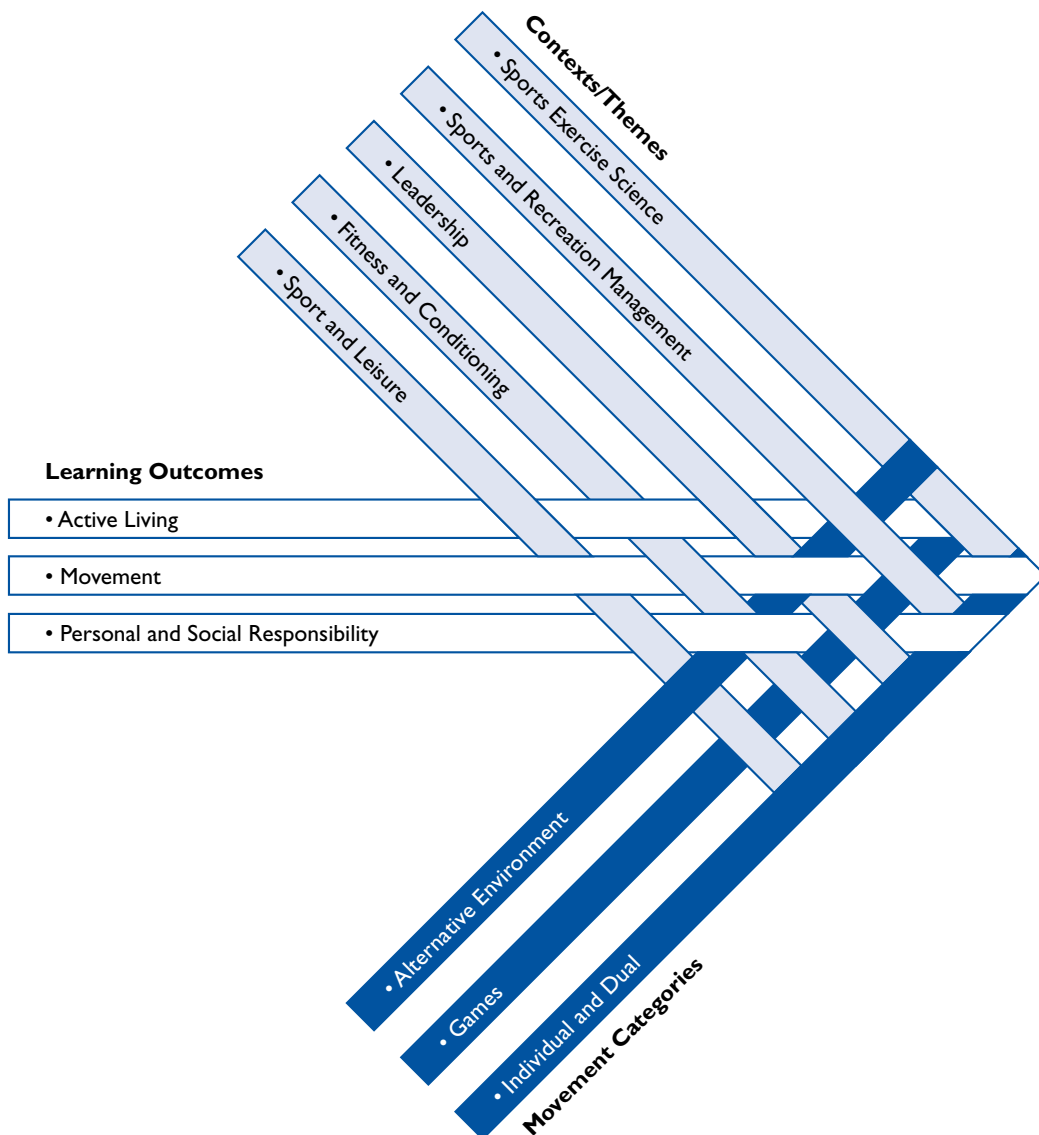 Contexts/Themes
• Sports Exercise Science
• Sports and Recreation Management
• Leadership
• Fitness and Conditioning
• Sport and Leisure
Learning Outcomes
• Active Living
• Movement
• Personal and Social Responsibility
• Alternative Environment
• Games
• Individual and Dual
Movement Categories